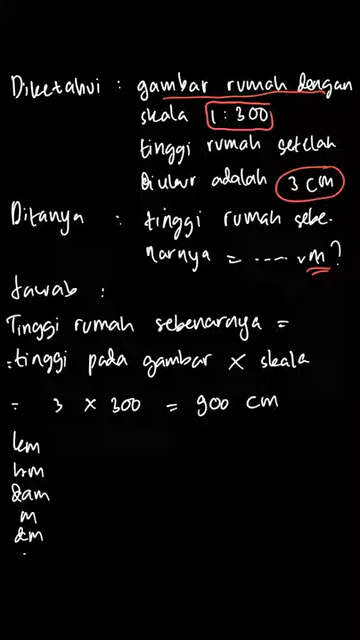 Diketahui : gambar rumah dengan
skala 1 : 300
tinggi rumah setelah
diukur adalah 3 cm
Ditanya : tinggi rumah sebe-
narnya = ..... m?
Jawab :
Tinggi rumah sebenarnya =
= tinggi pada gambar × skala
= 3 × 300 = 900 cm
km
hm
dam
m
dm